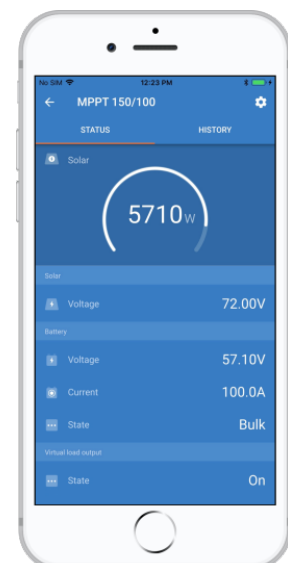 No SIM 12:23 PM
MPPT 150/100
STATUS HISTORY
Solar
5710W
Solar
Voltage 72.00V
Battery
Voltage 57.10V
Current 100.0A
State Bulk
Virtual load output
State On